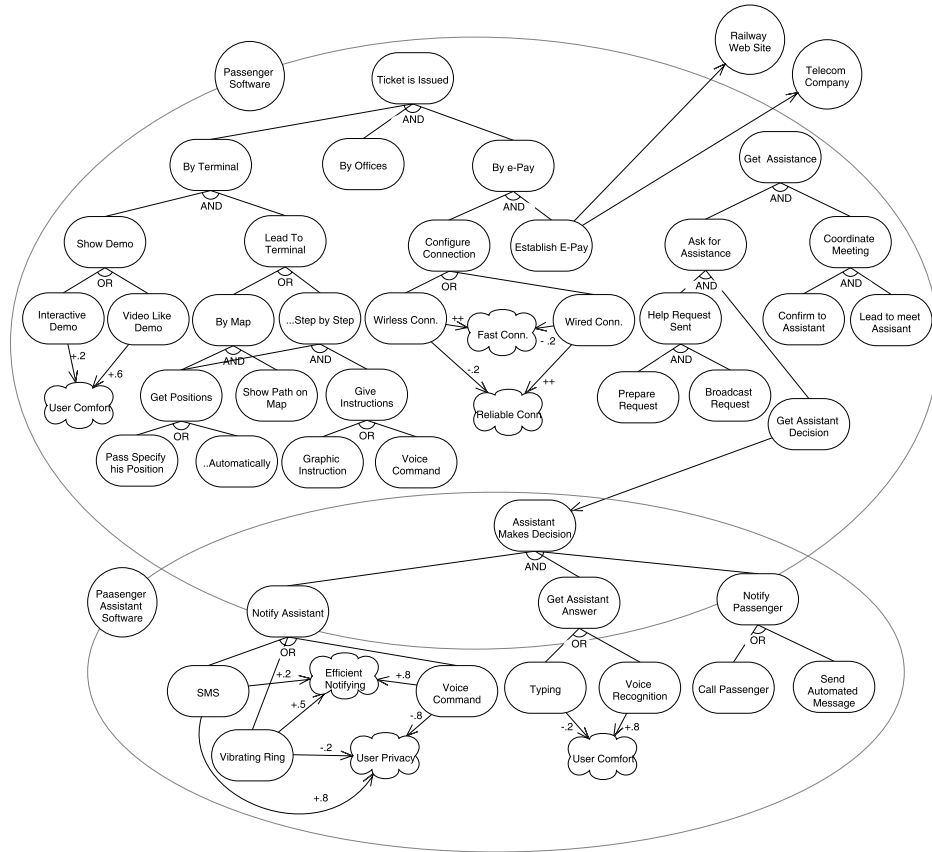 Railway
Web Site
Telecom
Company
Passenger
Software
Ticket is Issued
AND
By Terminal
By Offices
By e-Pay
Get Assistance
AND
AND
AND
Show Demo
Lead To
Terminal
Configure
Connection
Establish E-Pay
Ask for
Assistance
Coordinate
Meeting
OR
OR
OR
AND
AND
Interactive
Demo
Video Like
Demo
By Map
...Step by Step
Wirless Conn.
++
Fast Conn.
- .2
Wired Conn.
Help Request
Sent
Confirm to
Assistant
Lead to meet
Assisant
+.2
+.6
AND
AND
-.2
++
AND
User Comfort
Get Positions
Show Path on
Map
Give
Instructions
Reliable Conn
Prepare
Request
Broadcast
Request
Get Assistant
Decision
OR
OR
Pass Specify
his Position
..Automatically
Graphic
Instruction
Voice
Command
Assistant
Makes Decision
AND
Paasenger
Assistant
Software
Notify Assistant
Get Assistant
Answer
Notify
Passenger
OR
OR
OR
SMS
+.2
Efficient
Notifying
+.8
Voice
Command
Typing
Voice
Recognition
Call Passenger
Send
Automated
Message
+.5
-.8
-.2
+.8
Vibrating Ring
-.2
User Privacy
User Comfort
+.8